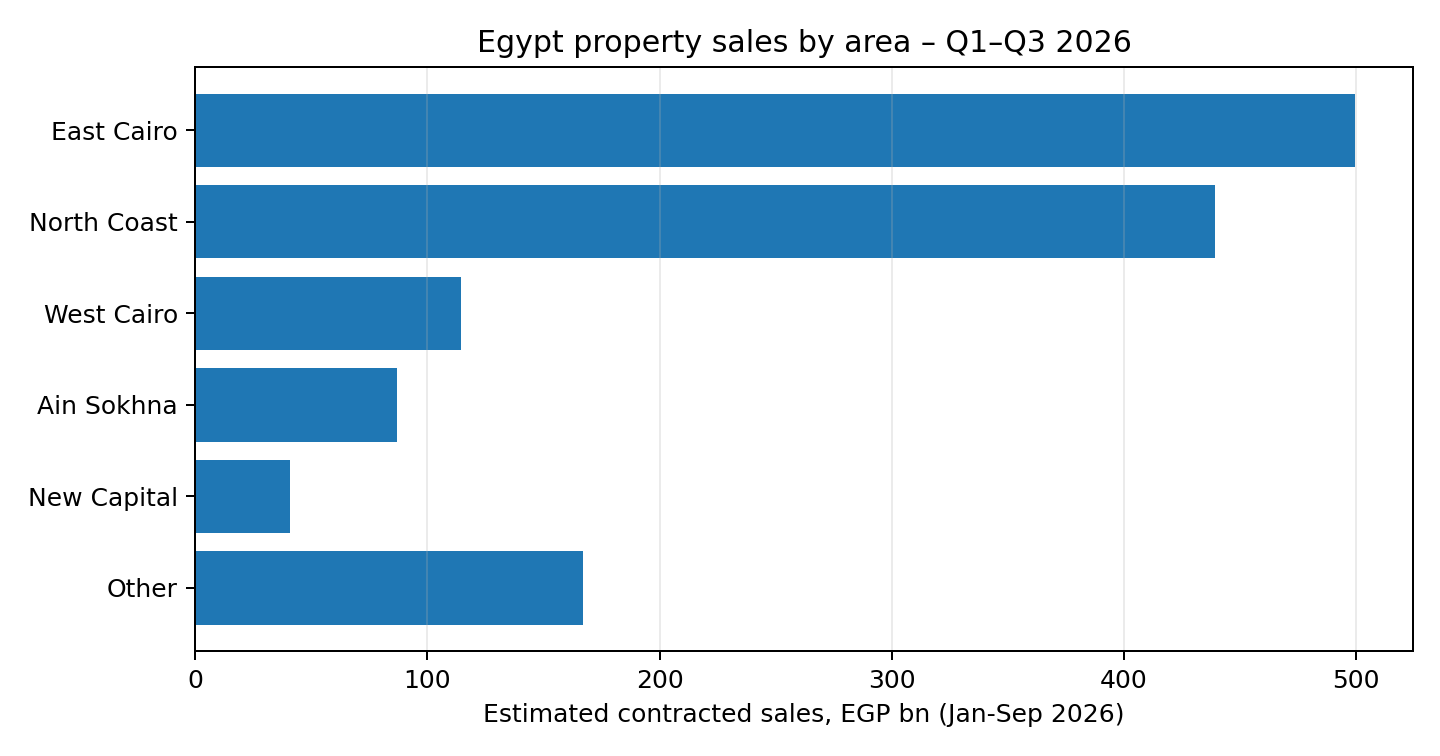 Egypt property sales by area – Q1–Q3 2026
East Cairo
North Coast
West Cairo
Ain Sokhna
New Capital
Other
0 100 200 300 400 500
Estimated contracted sales, EGP bn (Jan-Sep 2026)